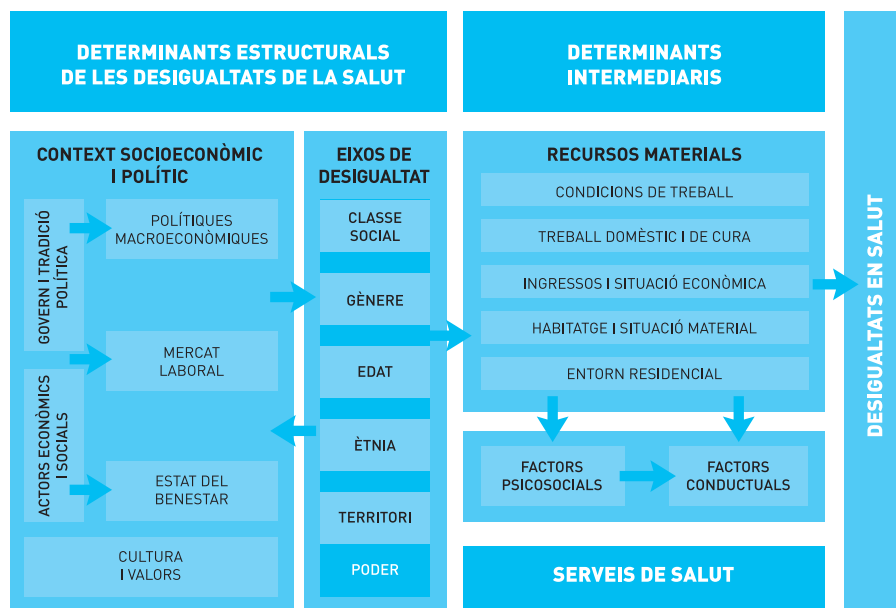 DETERMINANTS ESTRUCTURALS
DE LES DESIGUALTATS DE LA SALUT
DETERMINANTS
INTERMEDIARIS
DESIGUALTATS EN SALUT
CONTEXT SOCIOECONÒMIC
I POLÍTIC
GOVERN I TRADICIÓ
POLÍTICA
ACTORS ECONÒMICS
I SOCIALS
POLÍTIQUES
MACROECONÒMIQUES
MERCAT
LABORAL
ESTAT DEL
BENESTAR
CULTURA
I VALORS
EIXOS DE
DESIGUALTAT
CLASSE
SOCIAL
GÈNERE
EDAT
ÈTNIA
TERRITORI
PODER
RECURSOS MATERIALS
CONDICIONS DE TREBALL
TREBALL DOMÈSTIC I DE CURA
INGRESSOS I SITUACIÓ ECONÒMICA
HABITATGE I SITUACIÓ MATERIAL
ENTORN RESIDENCIAL
FACTORS
PSICOSOCIALS
FACTORS
CONDUCTUALS
SERVEIS DE SALUT